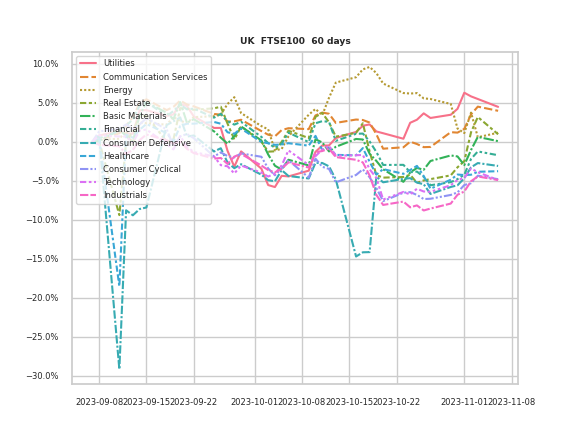 UK  FTSE100  60 days
10.0%
5.0%
0.0%
−5.0%
−10.0%
−15.0%
−20.0%
−25.0%
−30.0%
Utilities
Communication Services
Energy
Real Estate
Basic Materials
Financial
Consumer Defensive
Healthcare
Consumer Cyclical
Technology
Industrials
2023-09-08
2023-09-15
2023-09-22
2023-10-01
2023-10-08
2023-10-15
2023-10-22
2023-11-01
2023-11-08